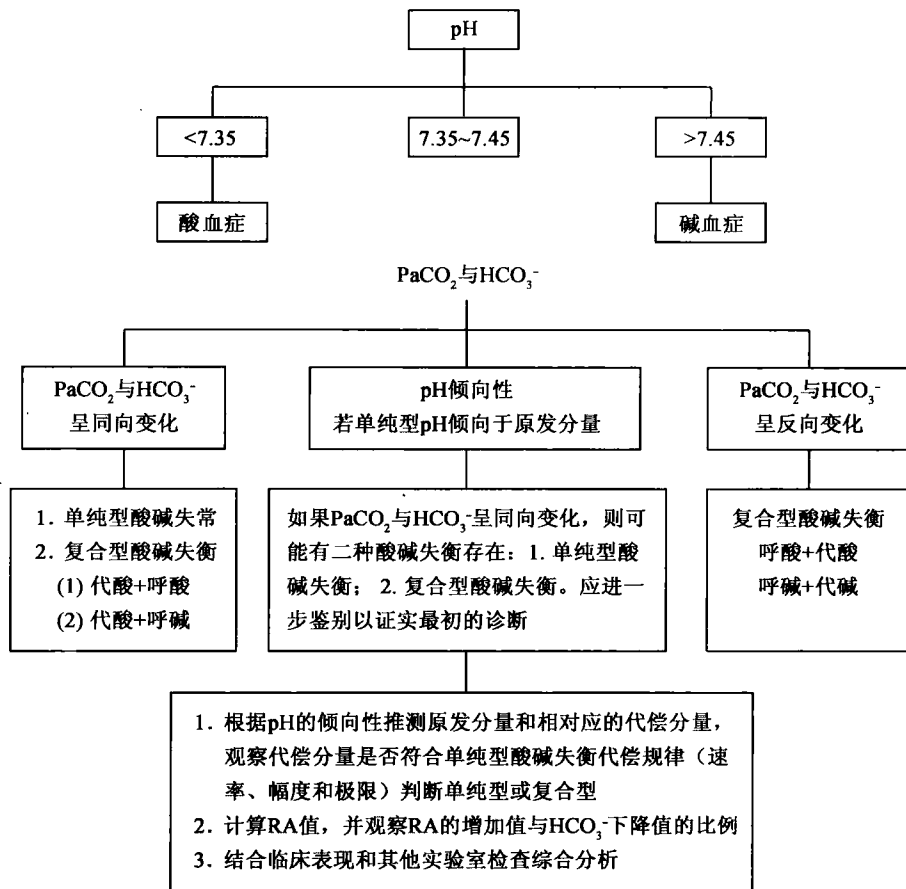 pH
<7.35
7.35~7.45
>7.45
酸血症
碱血症
PaCO₂与HCO₃⁻
PaCO₂与HCO₃⁻
呈同向变化
pH倾向性
若单纯型pH倾向于原发分量
PaCO₂与HCO₃⁻
呈反向变化
1. 单纯型酸碱失常
2. 复合型酸碱失衡
(1) 代酸+呼酸
(2) 代酸+呼碱
如果PaCO₂与HCO₃⁻呈同向变化，则可
能有二种酸碱失衡存在：1. 单纯型酸
碱失衡；2. 复合型酸碱失衡。应进一
步鉴别以证实最初的诊断
复合型酸碱失衡
呼酸+代酸
呼碱+代碱
1. 根据pH的倾向性推测原发分量和相对应的代偿分量，
观察代偿分量是否符合单纯型酸碱失衡代偿规律（速
率、幅度和极限）判断单纯型或复合型
2. 计算RA值，并观察RA的增加值与HCO₃⁻下降值的比例
3. 结合临床表现和其他实验室检查综合分析